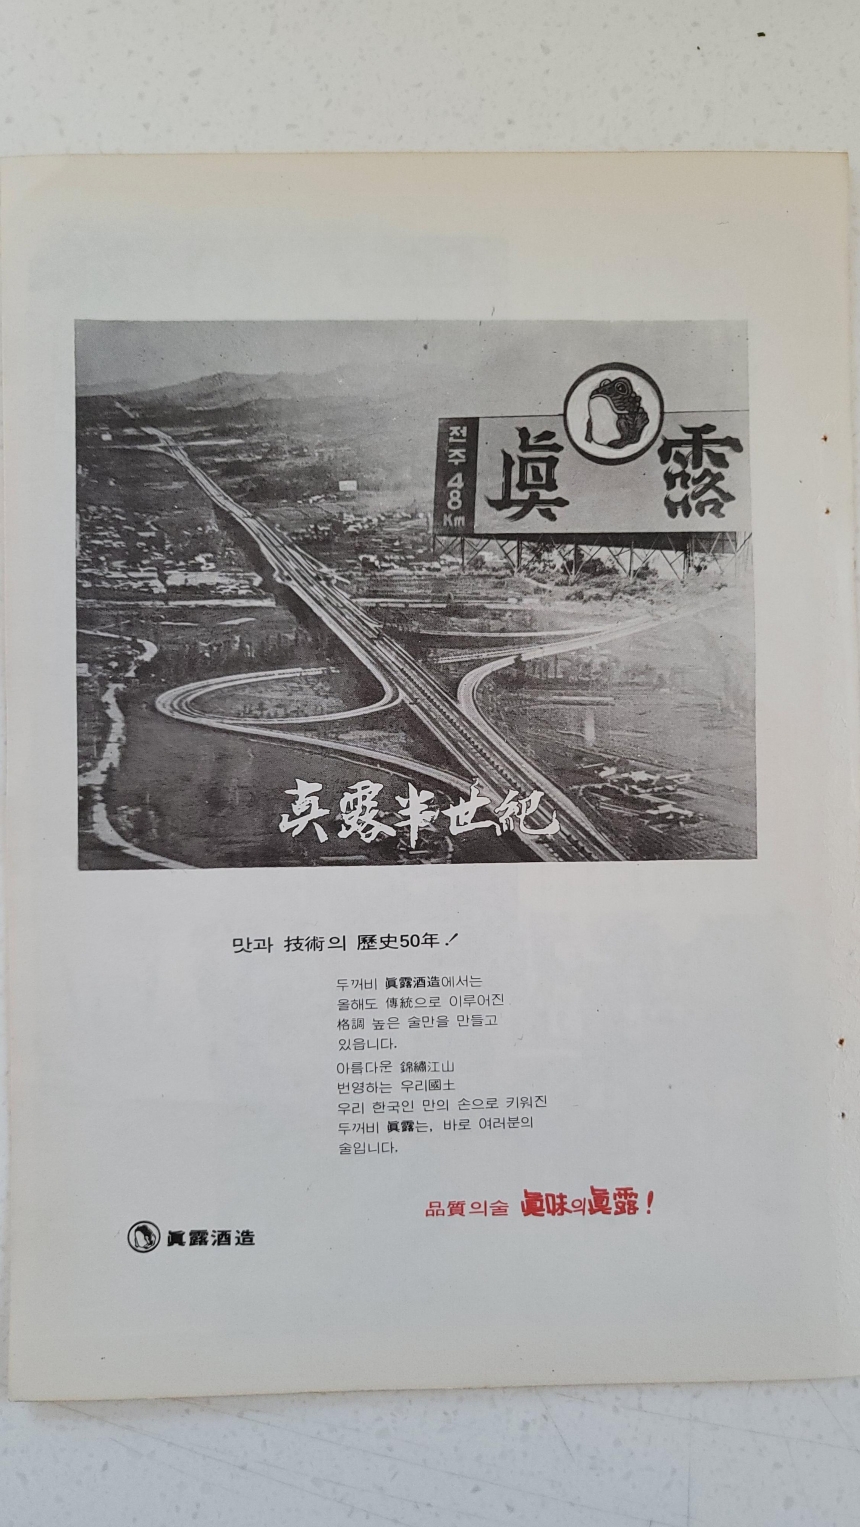 전주 48Km
眞露
真露半世紀
맛과 技術의 歷史50年!
두꺼비 眞露酒造에서는
올해도 傳統으로 이루어진
格調 높은 술만을 만들고
있읍니다.
아름다운 錦繡江山
번영하는 우리國土
우리 한국인 만의 손으로 키워진
두꺼비 眞露는, 바로 여러분의
술입니다.
品質의술 眞味의眞露!
眞露酒造